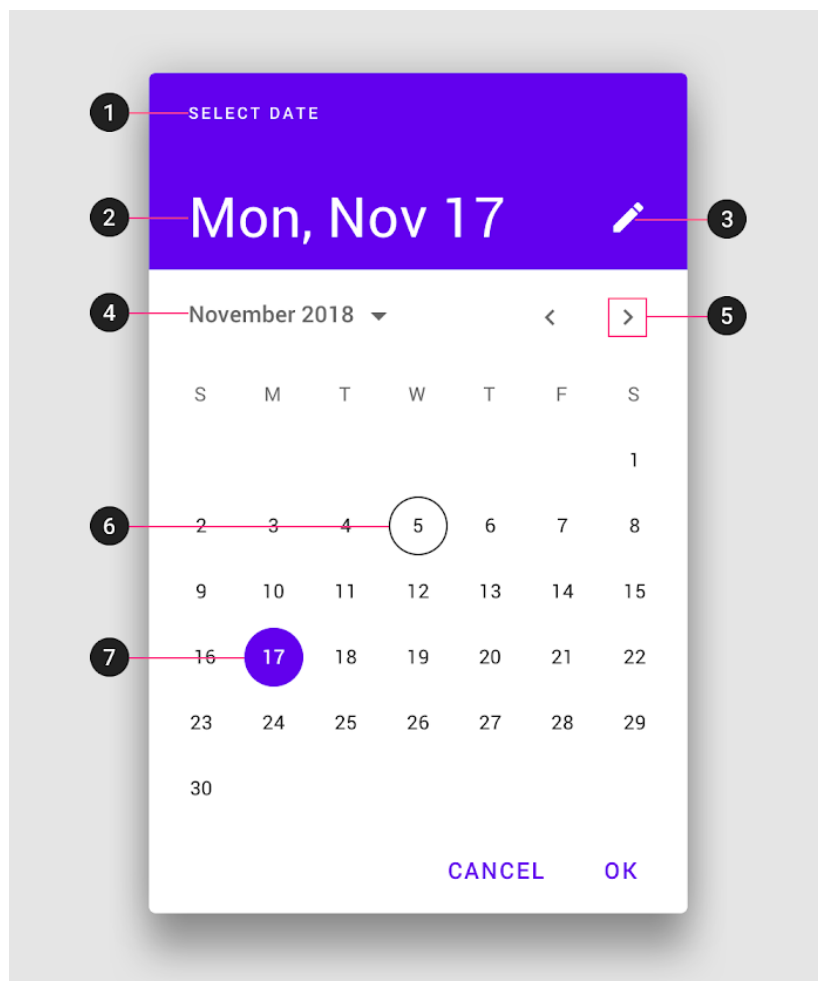 1 SELECT DATE
2 Mon, Nov 17 3
4 November 2018 5
S M T W T F S
1
6 2 3 4 5 6 7 8
9 10 11 12 13 14 15
7 16 17 18 19 20 21 22
23 24 25 26 27 28 29
30
CANCEL OK